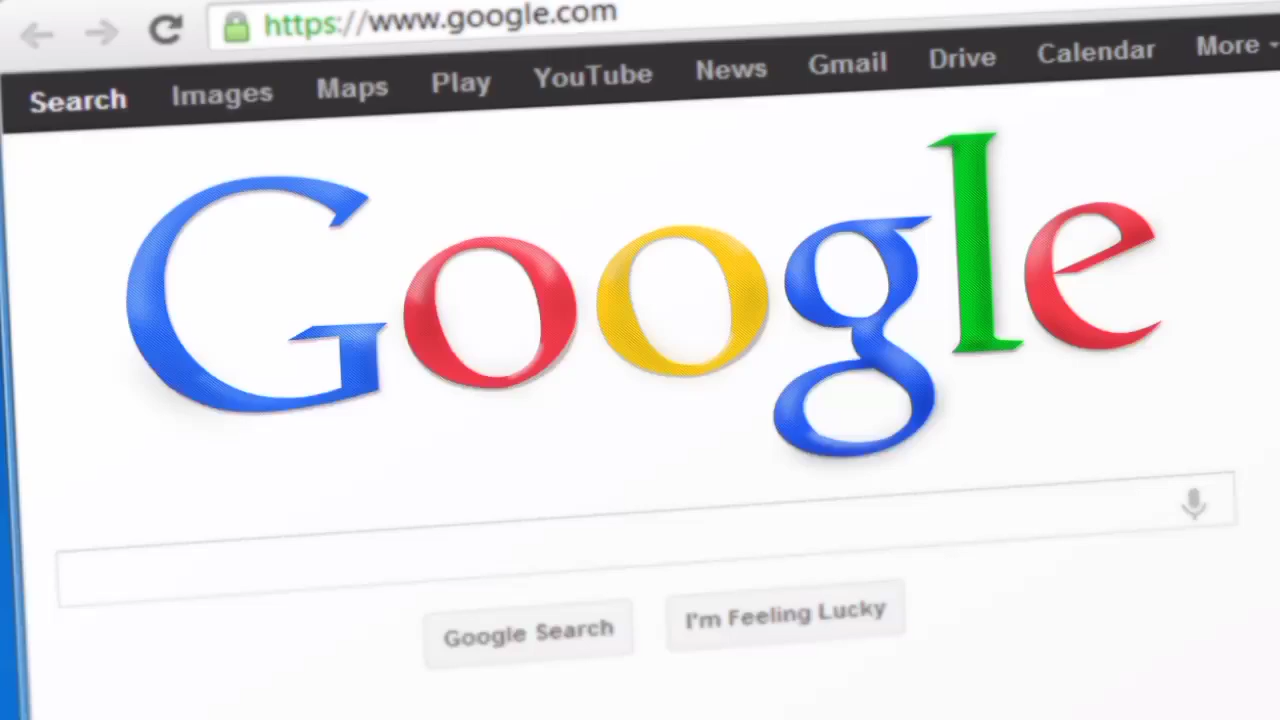 https://www.google.com
Search Images Maps Play YouTube News Gmail Drive Calendar More
Google
Google Search I'm Feeling Lucky